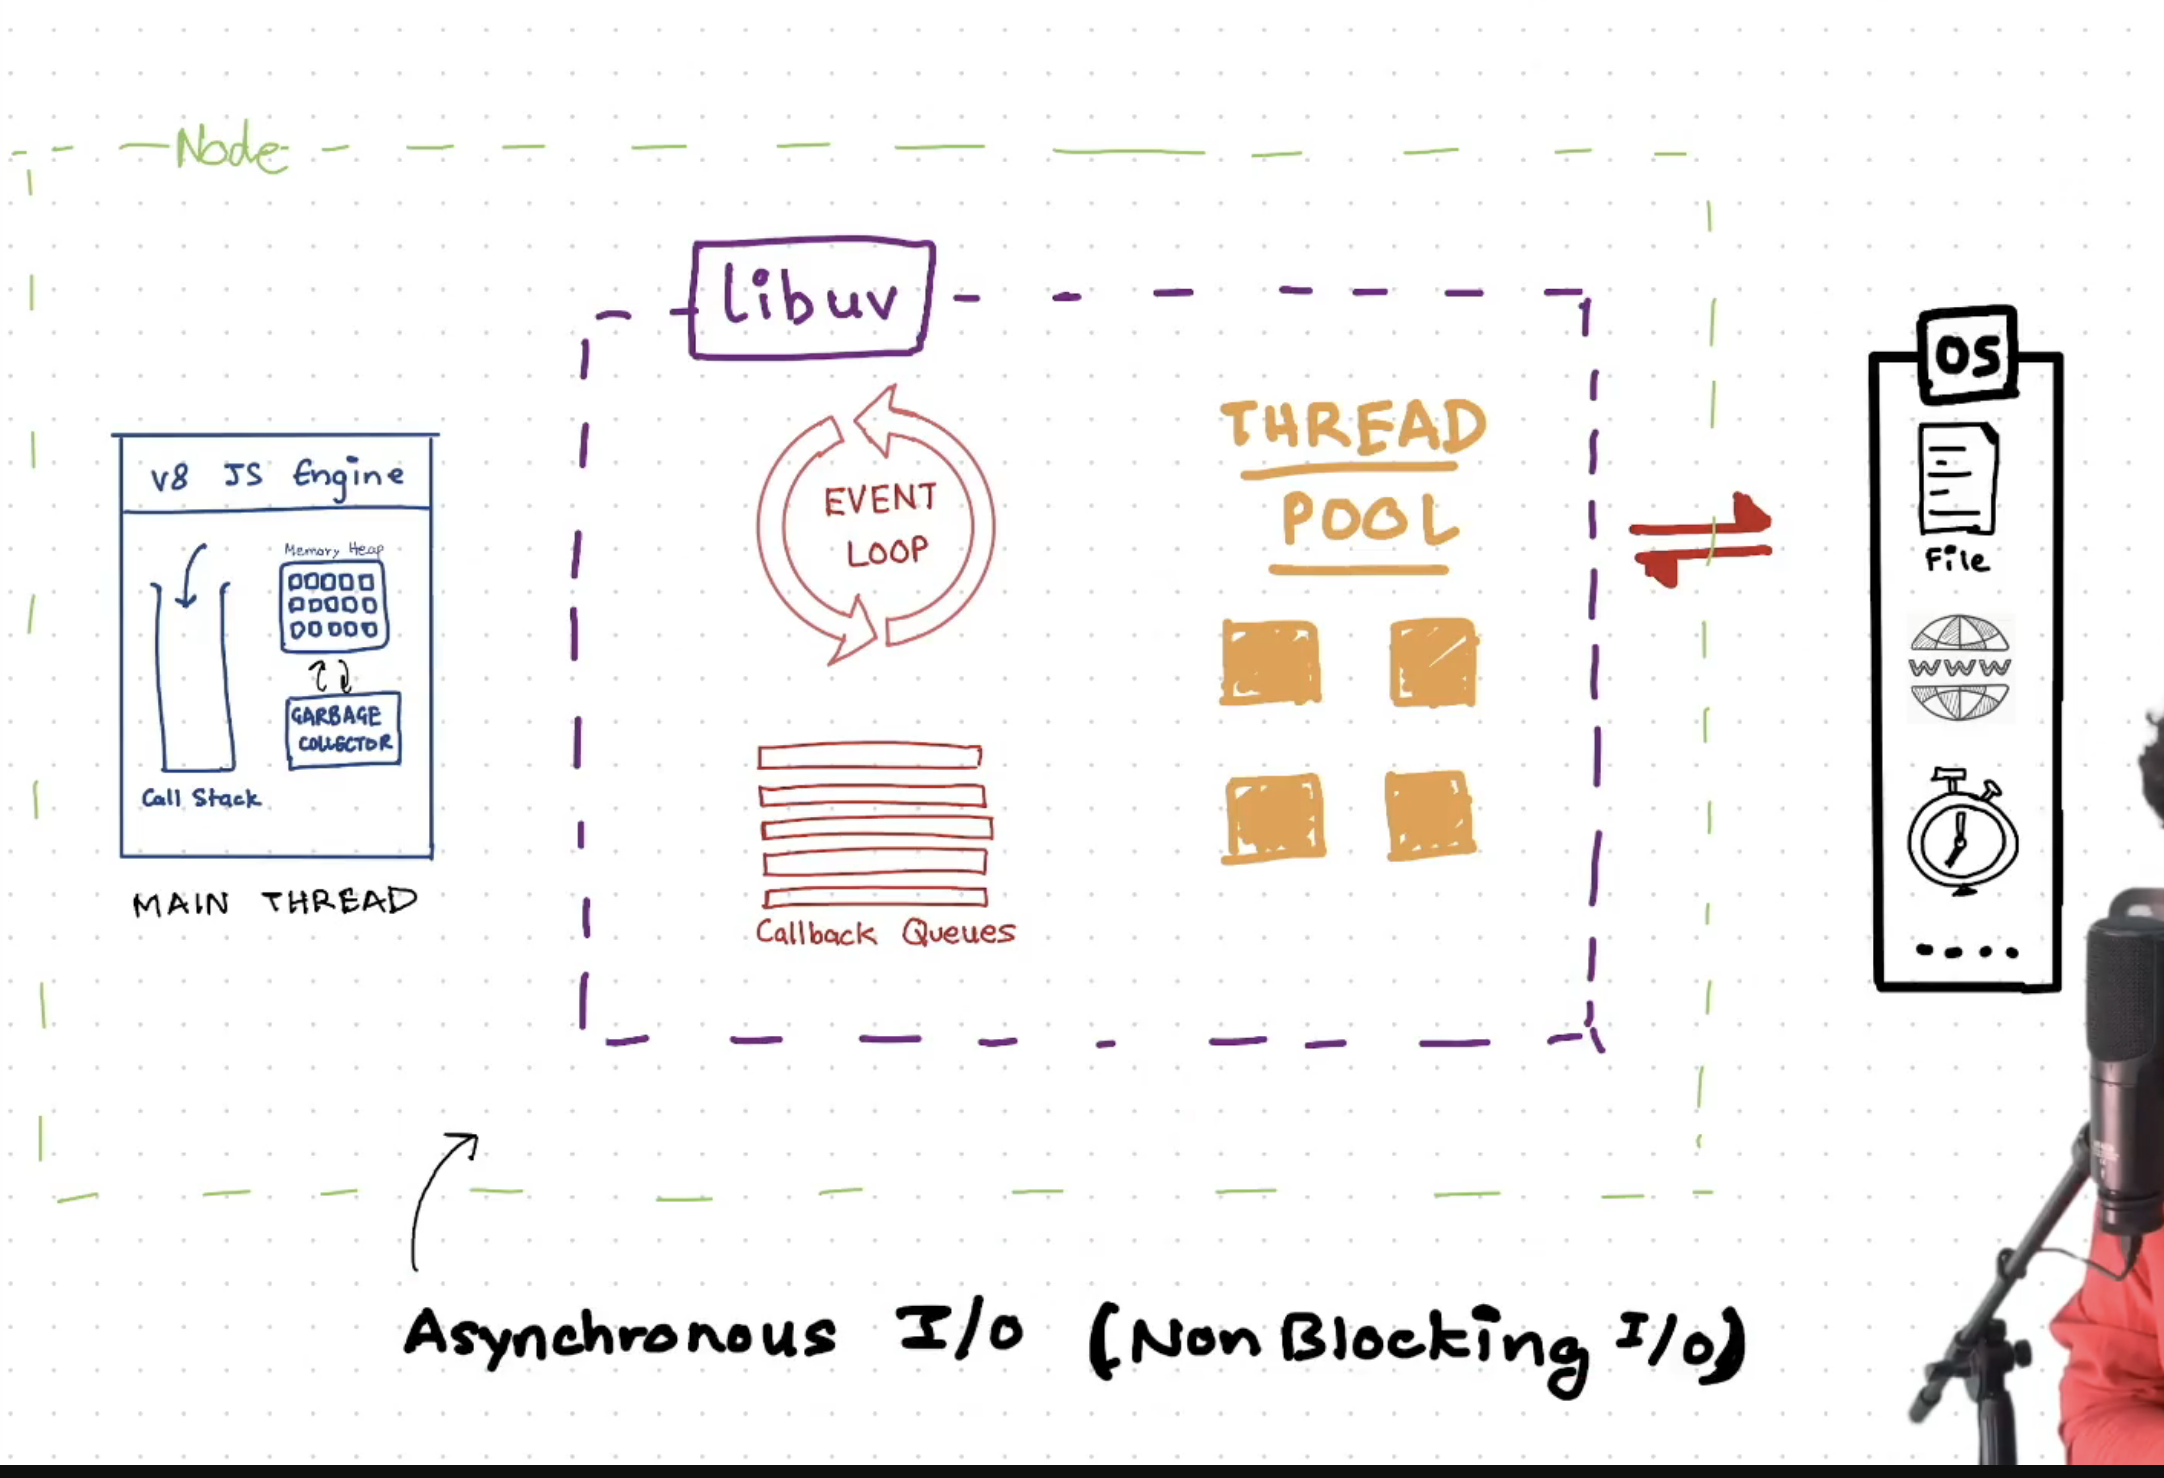 Node
libuv
OS
THREAD
POOL
EVENT
LOOP
v8 JS Engine
Memory Heap
GARBAGE
COLLECTOR
Call Stack
MAIN THREAD
Callback Queues
File
WWW
Asynchronous I/O (Non Blocking I/O)